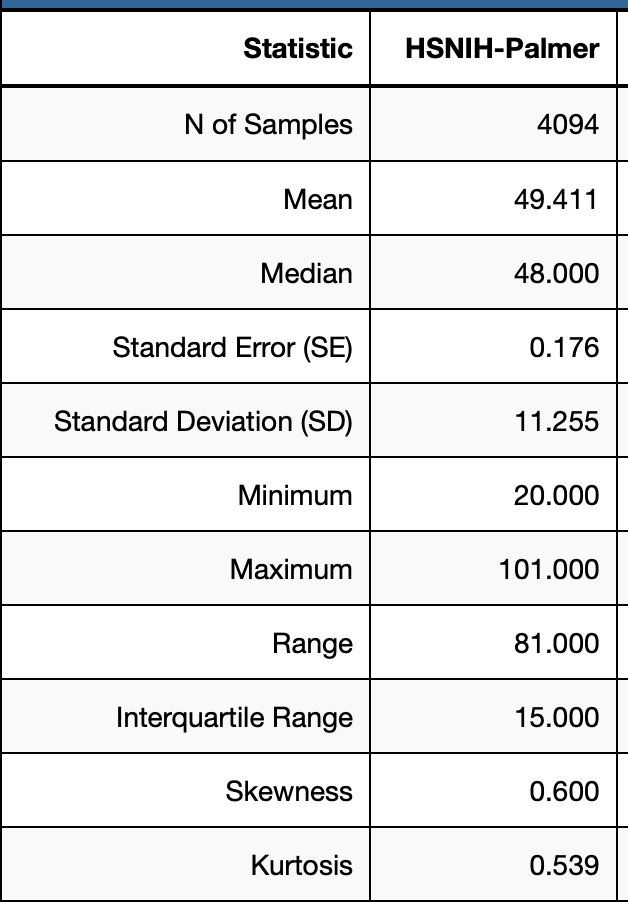 Statistic HSNIH-Palmer
N of Samples 4094
Mean 49.411
Median 48.000
Standard Error (SE) 0.176
Standard Deviation (SD) 11.255
Minimum 20.000
Maximum 101.000
Range 81.000
Interquartile Range 15.000
Skewness 0.600
Kurtosis 0.539